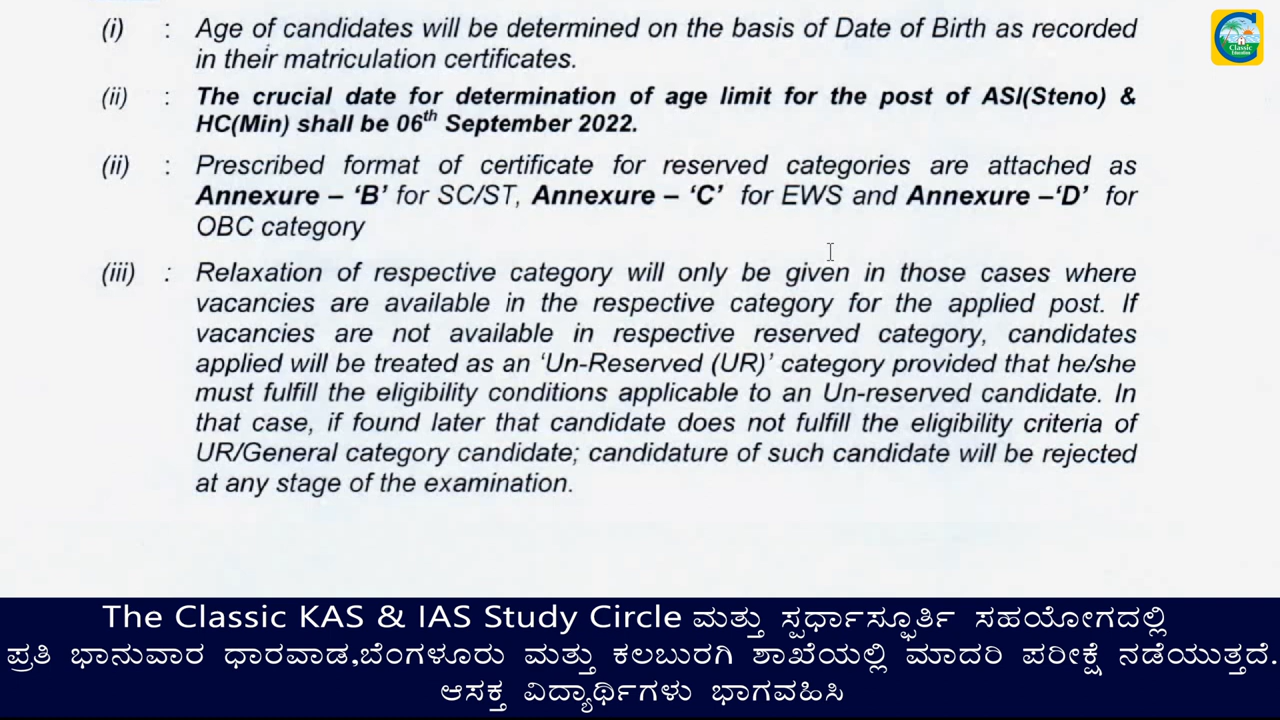 (i) : Age of candidates will be determined on the basis of Date of Birth as recorded
in their matriculation certificates.
(ii) : The crucial date for determination of age limit for the post of ASI(Steno) &
HC(Min) shall be 06th September 2022.
(ii) : Prescribed format of certificate for reserved categories are attached as
Annexure – ‘B’ for SC/ST, Annexure – ‘C’ for EWS and Annexure –‘D’ for
OBC category
(iii) : Relaxation of respective category will only be given in those cases where
vacancies are available in the respective category for the applied post. If
vacancies are not available in respective reserved category, candidates
applied will be treated as an ‘Un-Reserved (UR)’ category provided that he/she
must fulfill the eligibility conditions applicable to an Un-reserved candidate. In
that case, if found later that candidate does not fulfill the eligibility criteria of
UR/General category candidate; candidature of such candidate will be rejected
at any stage of the examination.
Classic
Education
The Classic KAS & IAS Study Circle ಮತ್ತು ಸ್ಪರ್ಧಾಸ್ಫೂರ್ತಿ ಸಹಯೋಗದಲ್ಲಿ
ಪ್ರತಿ ಭಾನುವಾರ ಧಾರವಾಡ,ಬೆಂಗಳೂರು ಮತ್ತು ಕಲಬುರಗಿ ಶಾಖೆಯಲ್ಲಿ ಮಾದರಿ ಪರೀಕ್ಷೆ ನಡೆಯುತ್ತದೆ.
ಆಸಕ್ತ ವಿದ್ಯಾರ್ಥಿಗಳು ಭಾಗವಹಿಸಿ